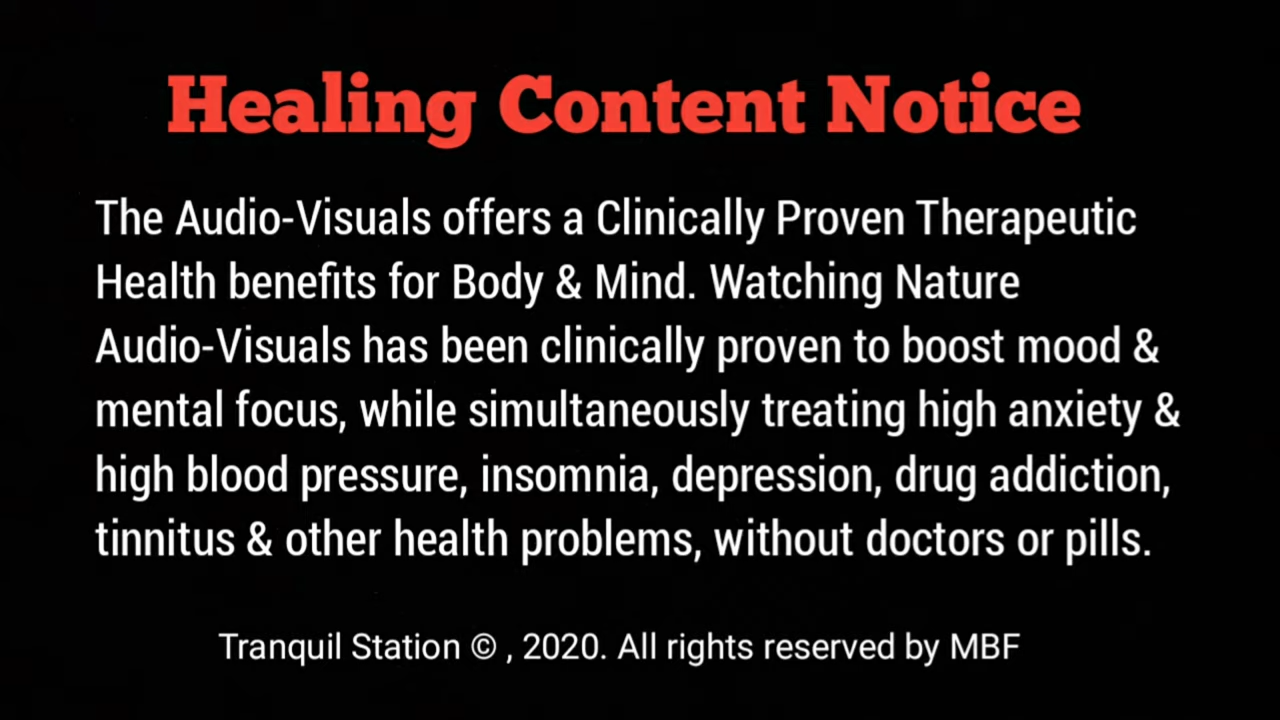 Healing Content Notice
The Audio-Visuals offers a Clinically Proven Therapeutic
Health benefits for Body & Mind. Watching Nature
Audio-Visuals has been clinically proven to boost mood &
mental focus, while simultaneously treating high anxiety &
high blood pressure, insomnia, depression, drug addiction,
tinnitus & other health problems, without doctors or pills.
Tranquil Station © , 2020. All rights reserved by MBF